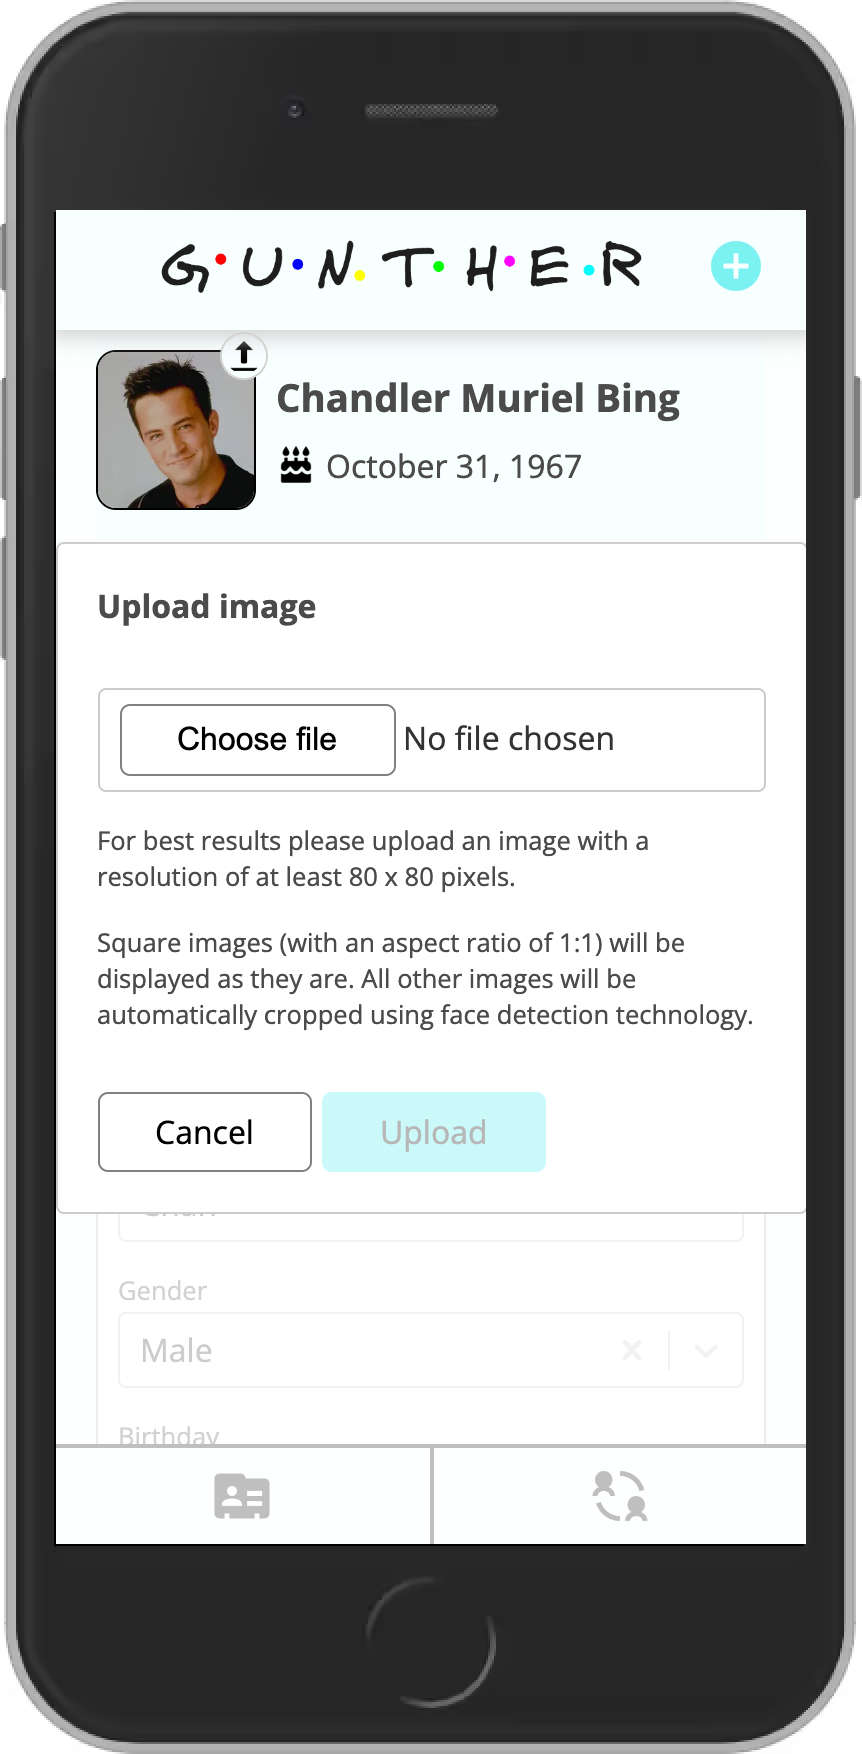 G•U•N•T•H•E•R
Chandler Muriel Bing
October 31, 1967
Upload image
Choose file No file chosen
For best results please upload an image with a
resolution of at least 80 x 80 pixels.
Square images (with an aspect ratio of 1:1) will be
displayed as they are. All other images will be
automatically cropped using face detection technology.
Cancel Upload
Gender
Male
Birthday